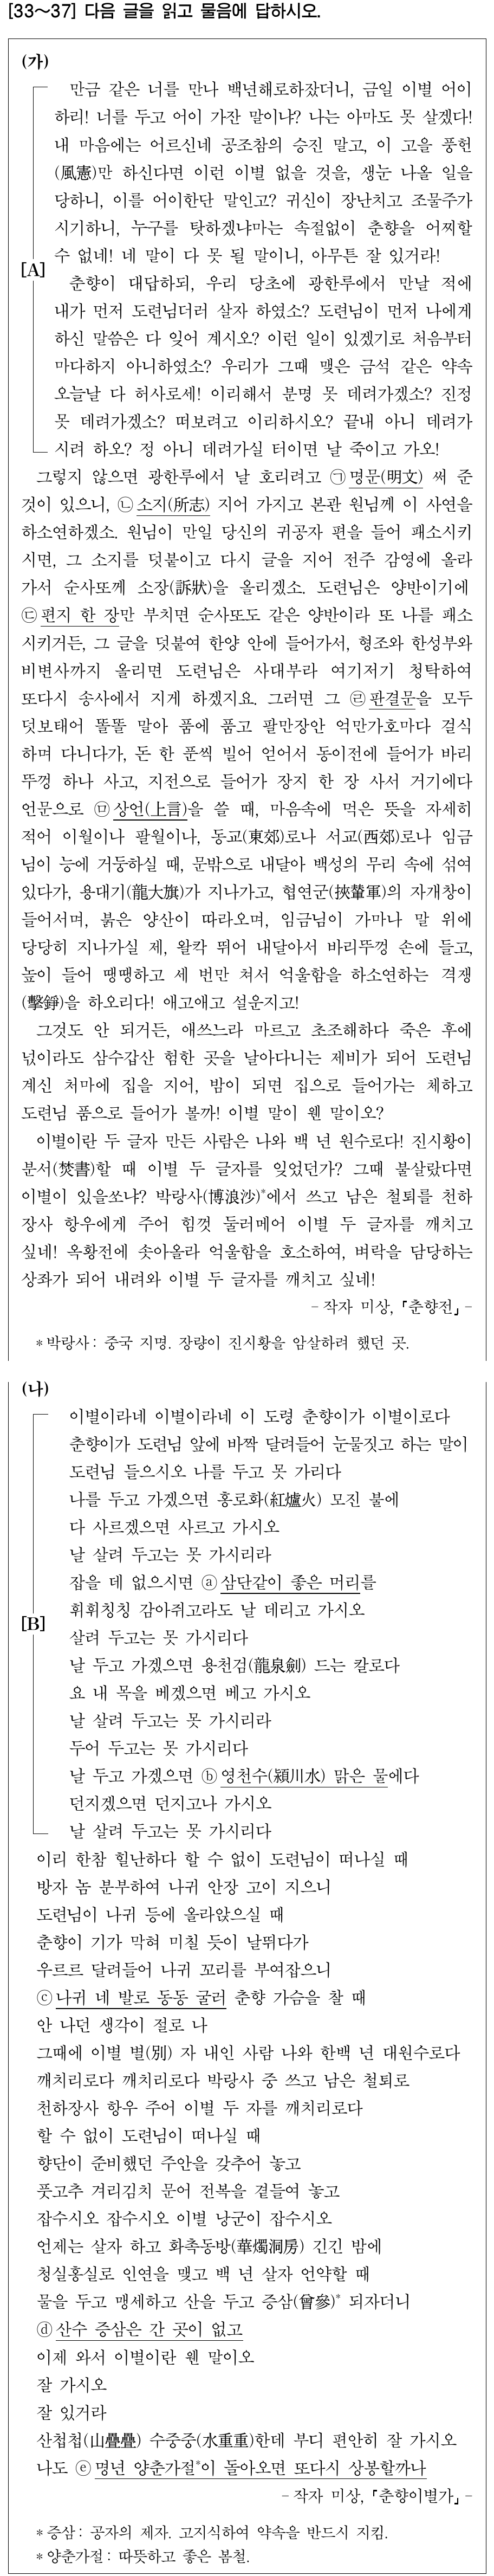 [33～37] 다음 글을 읽고 물음에 답하시오.
(가)
만금 같은 너를 만나 백년해로하잤더니, 금일 이별 어이
하리! 너를 두고 어이 가잔 말이냐? 나는 아마도 못 살겠다!
내 마음에는 어르신네 공조참의 승진 말고, 이 고을 풍헌
(風憲)만 하신다면 이런 이별 없을 것을, 생눈 나올 일을
당하니, 이를 어이한단 말인고? 귀신이 장난치고 조물주가
시기하니, 누구를 탓하겠냐마는 속절없이 춘향을 어찌할
수 없네! 네 말이 다 못 될 말이니, 아무튼 잘 있거라!
[A]
춘향이 대답하되, 우리 당초에 광한루에서 만날 적에
내가 먼저 도련님더러 살자 하였소? 도련님이 먼저 나에게
하신 말씀은 다 잊어 계시오? 이런 일이 있겠기로 처음부터
마다하지 아니하였소? 우리가 그때 맺은 금석 같은 약속
오늘날 다 허사로세! 이리해서 분명 못 데려가겠소? 진정
못 데려가겠소? 떠보려고 이리하시오? 끝내 아니 데려가
시려 하오? 정 아니 데려가실 터이면 날 죽이고 가오!
그렇지 않으면 광한루에서 날 호리려고 ㉠명문(明文) 써 준
것이 있으니, ㉡소지(所志) 지어 가지고 본관 원님께 이 사연을
하소연하겠소. 원님이 만일 당신의 귀공자 편을 들어 패소시키
시면, 그 소지를 덧붙이고 다시 글을 지어 전주 감영에 올라
가서 순사또께 소장(訴狀)을 올리겠소. 도련님은 양반이기에
㉢편지 한 장만 부치면 순사또도 같은 양반이라 또 나를 패소
시키거든, 그 글을 덧붙여 한양 안에 들어가서, 형조와 한성부와
비변사까지 올리면 도련님은 사대부라 여기저기 청탁하여
또다시 송사에서 지게 하겠지요. 그러면 그 ㉣판결문을 모두
덧보태어 똘똘 말아 품에 품고 팔만장안 억만가호마다 걸식
하며 다니다가, 돈 한 푼씩 빌어 얻어서 동이전에 들어가 바리
뚜껑 하나 사고, 지전으로 들어가 장지 한 장 사서 거기에다
언문으로 ㉤상언(上言)을 쓸 때, 마음속에 먹은 뜻을 자세히
적어 이월이나 팔월이나, 동교(東郊)로나 서교(西郊)로나 임금
님이 능에 거둥하실 때, 문밖으로 내달아 백성의 무리 속에 섞여
있다가, 용대기(龍大旗)가 지나가고, 협연군(挾輦軍)의 자개창이
들어서며, 붉은 양산이 따라오며, 임금님이 가마나 말 위에
당당히 지나가실 제, 왈칵 뛰어 내달아서 바리뚜껑 손에 들고,
높이 들어 땡땡하고 세 번만 쳐서 억울함을 하소연하는 격쟁
(擊錚)을 하오리다! 애고애고 설운지고!
그것도 안 되거든, 애쓰느라 마르고 초조해하다 죽은 후에
넋이라도 삼수갑산 험한 곳을 날아다니는 제비가 되어 도련님
계신 처마에 집을 지어, 밤이 되면 집으로 들어가는 체하고
도련님 품으로 들어가 볼까! 이별 말이 웬 말이오?
이별이란 두 글자 만든 사람은 나와 백 년 원수로다! 진시황이
분서(焚書)할 때 이별 두 글자를 잊었던가? 그때 불살랐다면
이별이 있을쏘냐? 박랑사(博浪沙)*에서 쓰고 남은 철퇴를 천하
장사 항우에게 주어 힘껏 둘러메어 이별 두 글자를 깨치고
싶네! 옥황전에 솟아올라 억울함을 호소하여, 벼락을 담당하는
상좌가 되어 내려와 이별 두 글자를 깨치고 싶네!
- 작자 미상, 「춘향전」 -
* 박랑사 : 중국 지명. 장량이 진시황을 암살하려 했던 곳.
(나)
이별이라네 이별이라네 이 도령 춘향이가 이별이로다
춘향이가 도련님 앞에 바짝 달려들어 눈물짓고 하는 말이
도련님 들으시오 나를 두고 못 가리다
나를 두고 가겠으면 홍로화(紅爐火) 모진 불에
다 사르겠으면 사르고 가시오
날 살려 두고는 못 가시리라
잡을 데 없으시면 ⓐ삼단같이 좋은 머리를
휘휘칭칭 감아쥐고라도 날 데리고 가시오
[B]
살려 두고는 못 가시리다
날 두고 가겠으면 용천검(龍泉劍) 드는 칼로다
요 내 목을 베겠으면 베고 가시오
날 살려 두고는 못 가시리라
두어 두고는 못 가시리다
날 두고 가겠으면 ⓑ영천수(潁川水) 맑은 물에다
던지겠으면 던지고나 가시오
날 살려 두고는 못 가시리다
이리 한참 힐난하다 할 수 없이 도련님이 떠나실 때
방자 놈 분부하여 나귀 안장 고이 지으니
도련님이 나귀 등에 올라앉으실 때
춘향이 기가 막혀 미칠 듯이 날뛰다가
우르르 달려들어 나귀 꼬리를 부여잡으니
ⓒ나귀 네 발로 동동 굴러 춘향 가슴을 찰 때
안 나던 생각이 절로 나
그때에 이별 별(別) 자 내인 사람 나와 한백 년 대원수로다
깨치리로다 깨치리로다 박랑사 중 쓰고 남은 철퇴로
천하장사 항우 주어 이별 두 자를 깨치리로다
할 수 없이 도련님이 떠나실 때
향단이 준비했던 주안을 갖추어 놓고
풋고추 겨리김치 문어 전복을 곁들여 놓고
잡수시오 잡수시오 이별 낭군이 잡수시오
언제는 살자 하고 화촉동방(華燭洞房) 긴긴 밤에
청실홍실로 인연을 맺고 백 년 살자 언약할 때
물을 두고 맹세하고 산을 두고 증삼(曾參)* 되자더니
ⓓ산수 증삼은 간 곳이 없고
이제 와서 이별이란 웬 말이오
잘 가시오
잘 있거라
산첩첩(山疊疊) 수중중(水重重)한데 부디 편안히 잘 가시오
나도 ⓔ명년 양춘가절*이 돌아오면 또다시 상봉할까나
- 작자 미상, 「춘향이별가」 -
* 증삼 : 공자의 제자. 고지식하여 약속을 반드시 지킴.
* 양춘가절 : 따뜻하고 좋은 봄철.